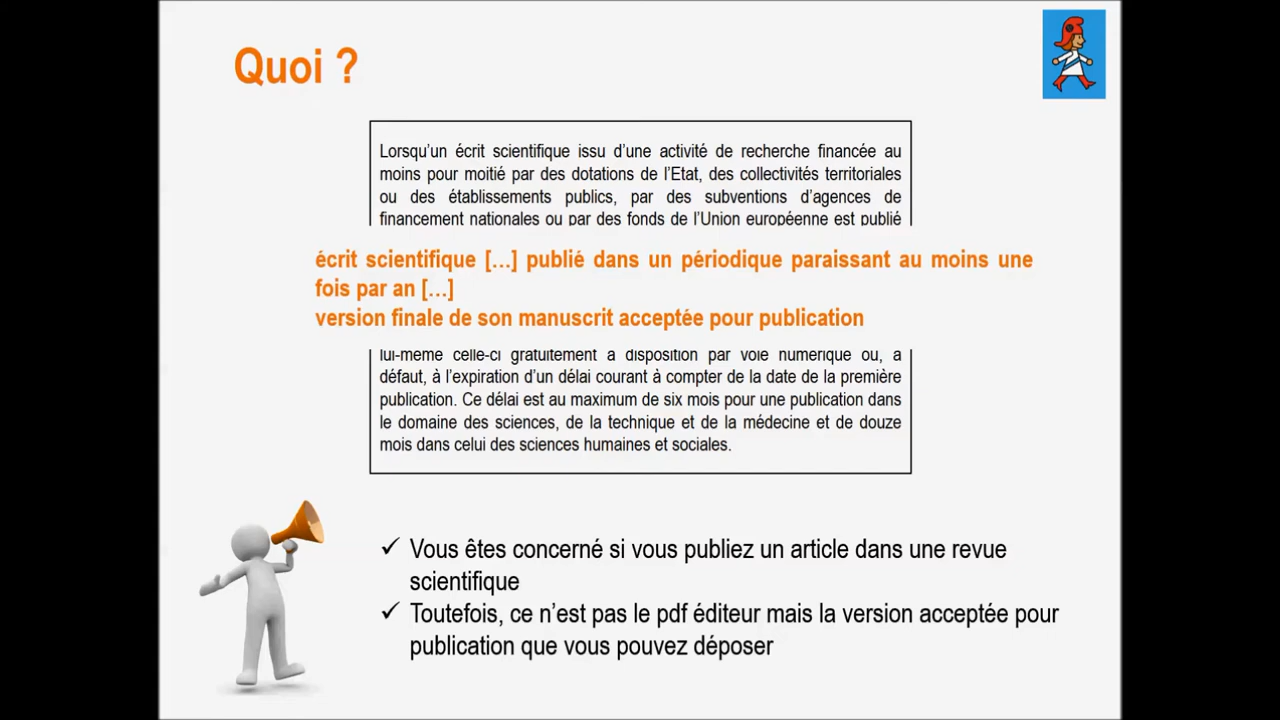 Quoi ?
Lorsqu’un écrit scientifique issu d’une activité de recherche financée au
moins pour moitié par des dotations de l’Etat, des collectivités territoriales
ou des établissements publics, par des subventions d’agences de
financement nationales ou par des fonds de l’Union européenne est publié
écrit scientifique […] publié dans un périodique paraissant au moins une
fois par an […]
version finale de son manuscrit acceptée pour publication
lui-même celle-ci gratuitement à disposition par voie numérique ou, à
défaut, à l’expiration d’un délai courant à compter de la date de la première
publication. Ce délai est au maximum de six mois pour une publication dans
le domaine des sciences, de la technique et de la médecine et de douze
mois dans celui des sciences humaines et sociales.
✓ Vous êtes concerné si vous publiez un article dans une revue
scientifique
✓ Toutefois, ce n’est pas le pdf éditeur mais la version acceptée pour
publication que vous pouvez déposer